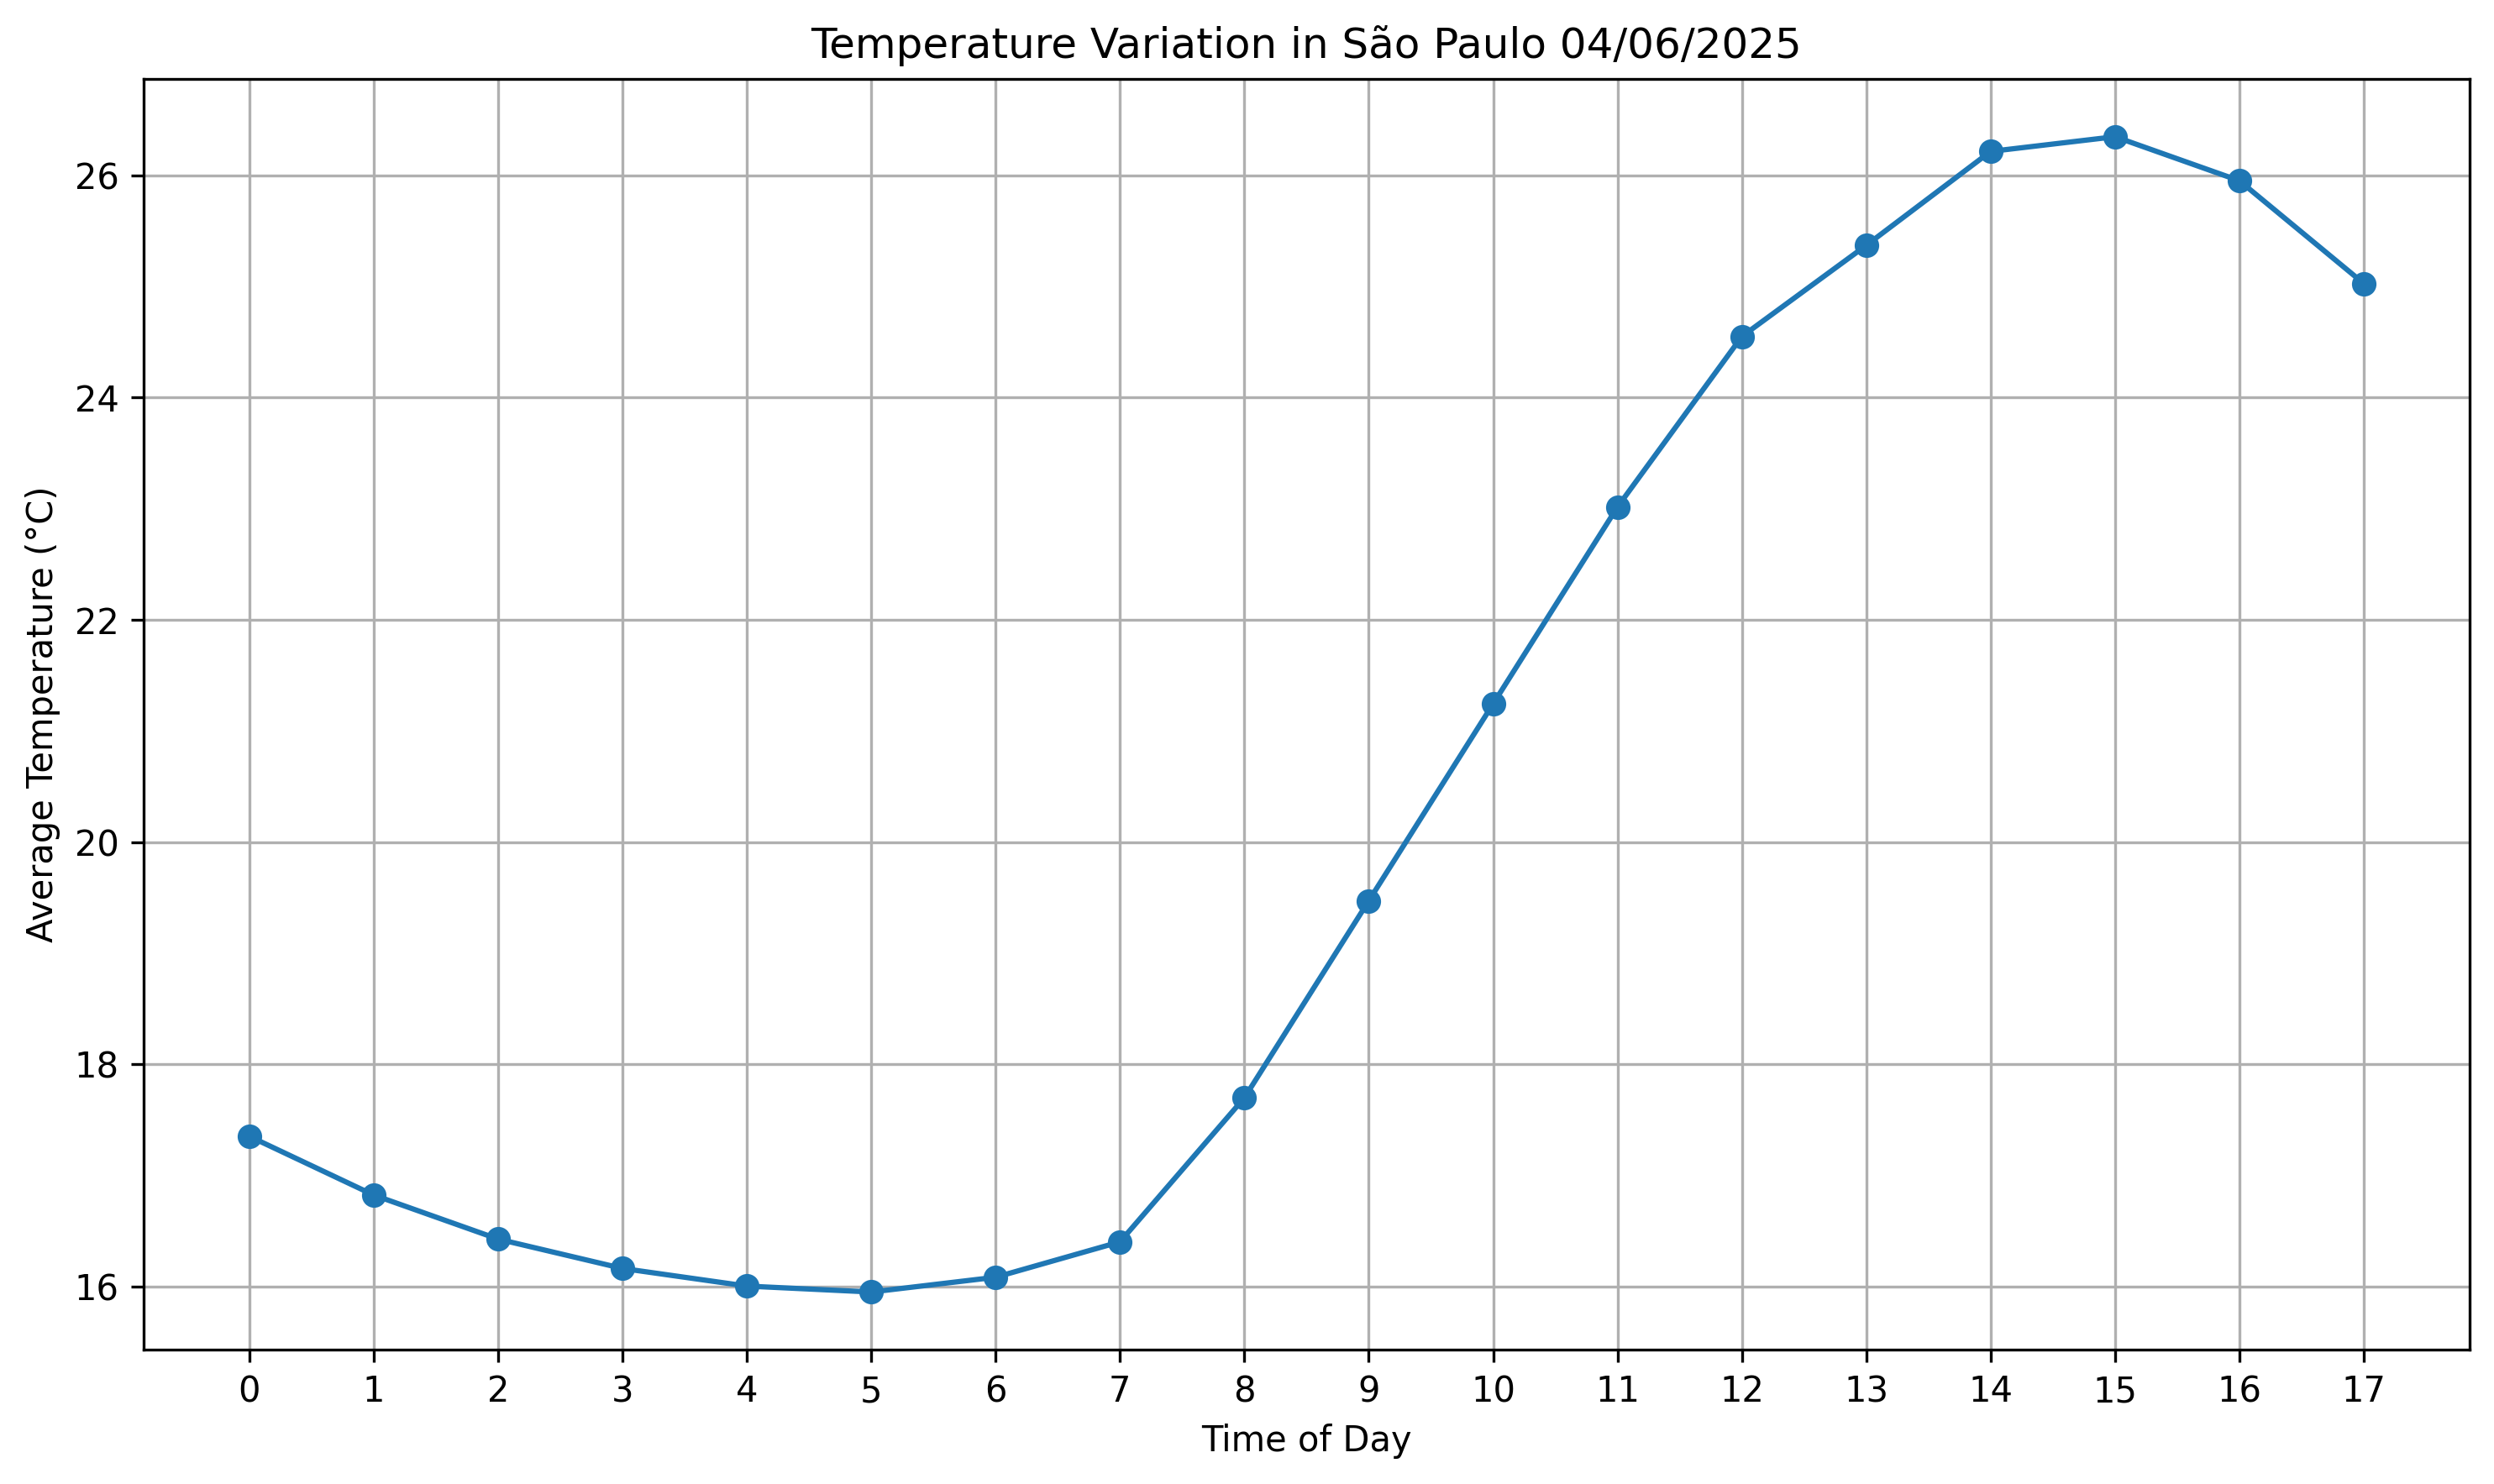 Temperature Variation in São Paulo 04/06/2025
Average Temperature (°C)
26
24
22
20
18
16
0 1 2 3 4 5 6 7 8 9 10 11 12 13 14 15 16 17
Time of Day